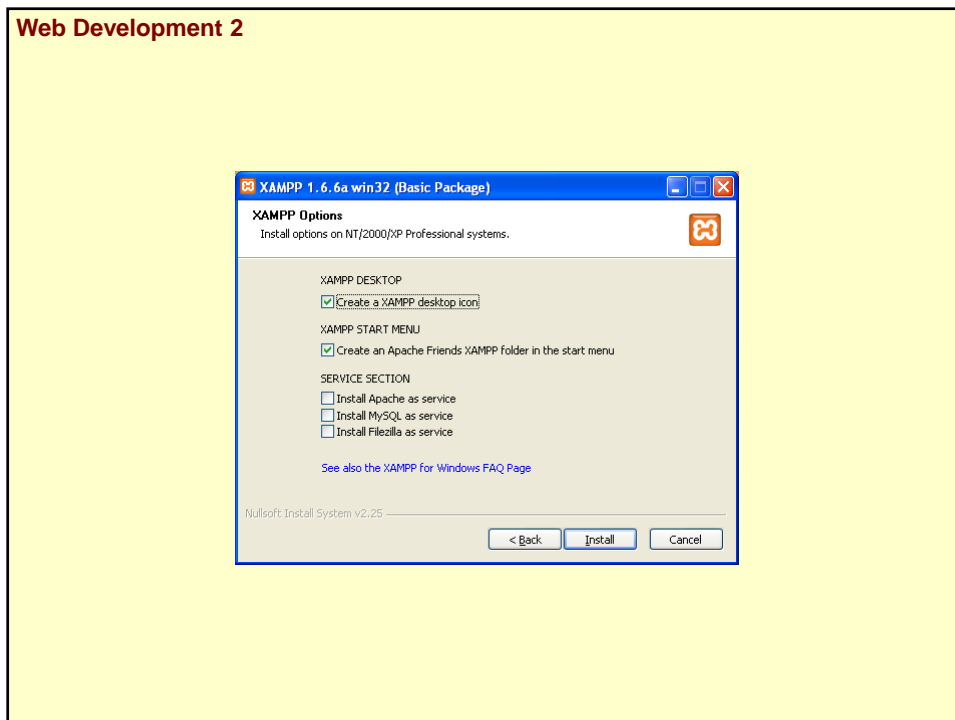 Web Development 2
XAMPP 1.6.6a win32 (Basic Package)
XAMPP Options
Install options on NT/2000/XP Professional systems.
XAMPP DESKTOP
Create a XAMPP desktop icon
XAMPP START MENU
Create an Apache Friends XAMPP folder in the start menu
SERVICE SECTION
Install Apache as service
Install MySQL as service
Install Filezilla as service
See also the XAMPP for Windows FAQ Page
Nullsoft Install System v2.25
< Back Install Cancel